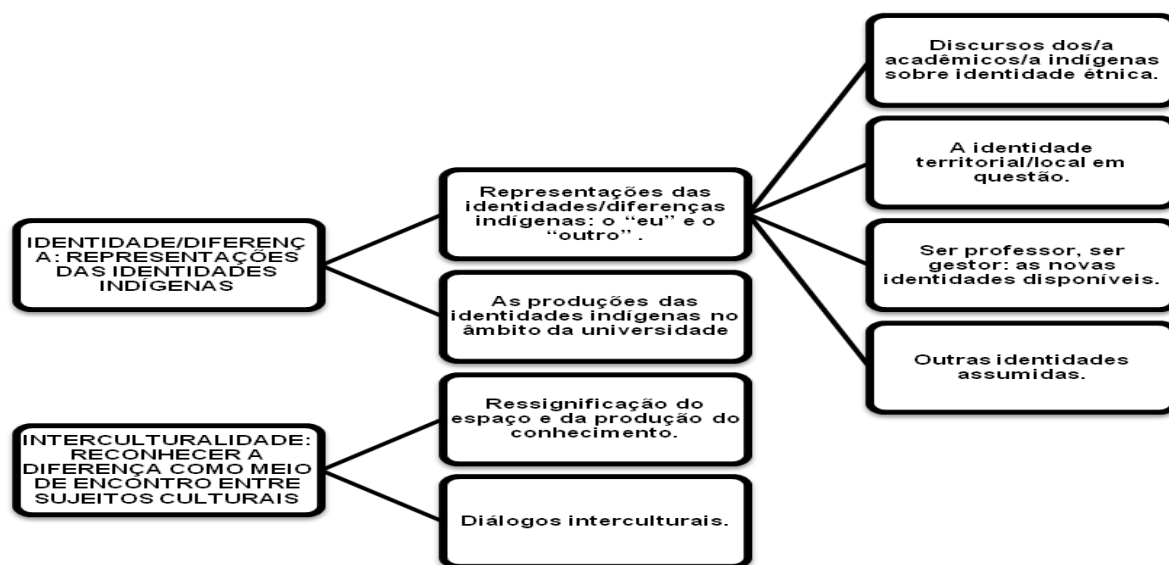 IDENTIDADE/DIFERENÇ
A: REPRESENTAÇÕES
DAS IDENTIDADES
INDÍGENAS
Representações das
identidades/diferenças
indígenas: o “eu” e o
“outro” .
Discursos dos/a
acadêmicos/a indígenas
sobre identidade étnica.
A identidade
territorial/local em
questão.
Ser professor, ser
gestor: as novas
identidades disponíveis.
Outras identidades
assumidas.
As produções das
identidades indígenas no
âmbito da universidade
INTERCULTURALIDADE:
RECONHECER A
DIFERENÇA COMO MEIO
DE ENCONTRO ENTRE
SUJEITOS CULTURAIS
Ressignificação do
espaço e da produção do
conhecimento.
Diálogos interculturais.